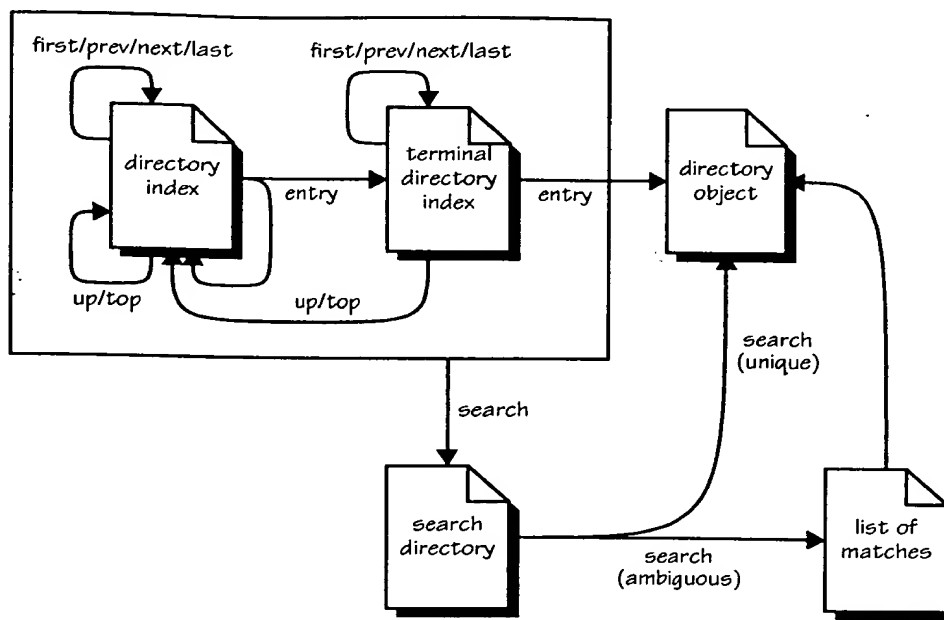 first/prev/next/last
first/prev/next/last
directory
index
terminal
directory
index
directory
object
entry
entry
up/top
up/top
search
(unique)
search
search
directory
search
(ambiguous)
list of
matches